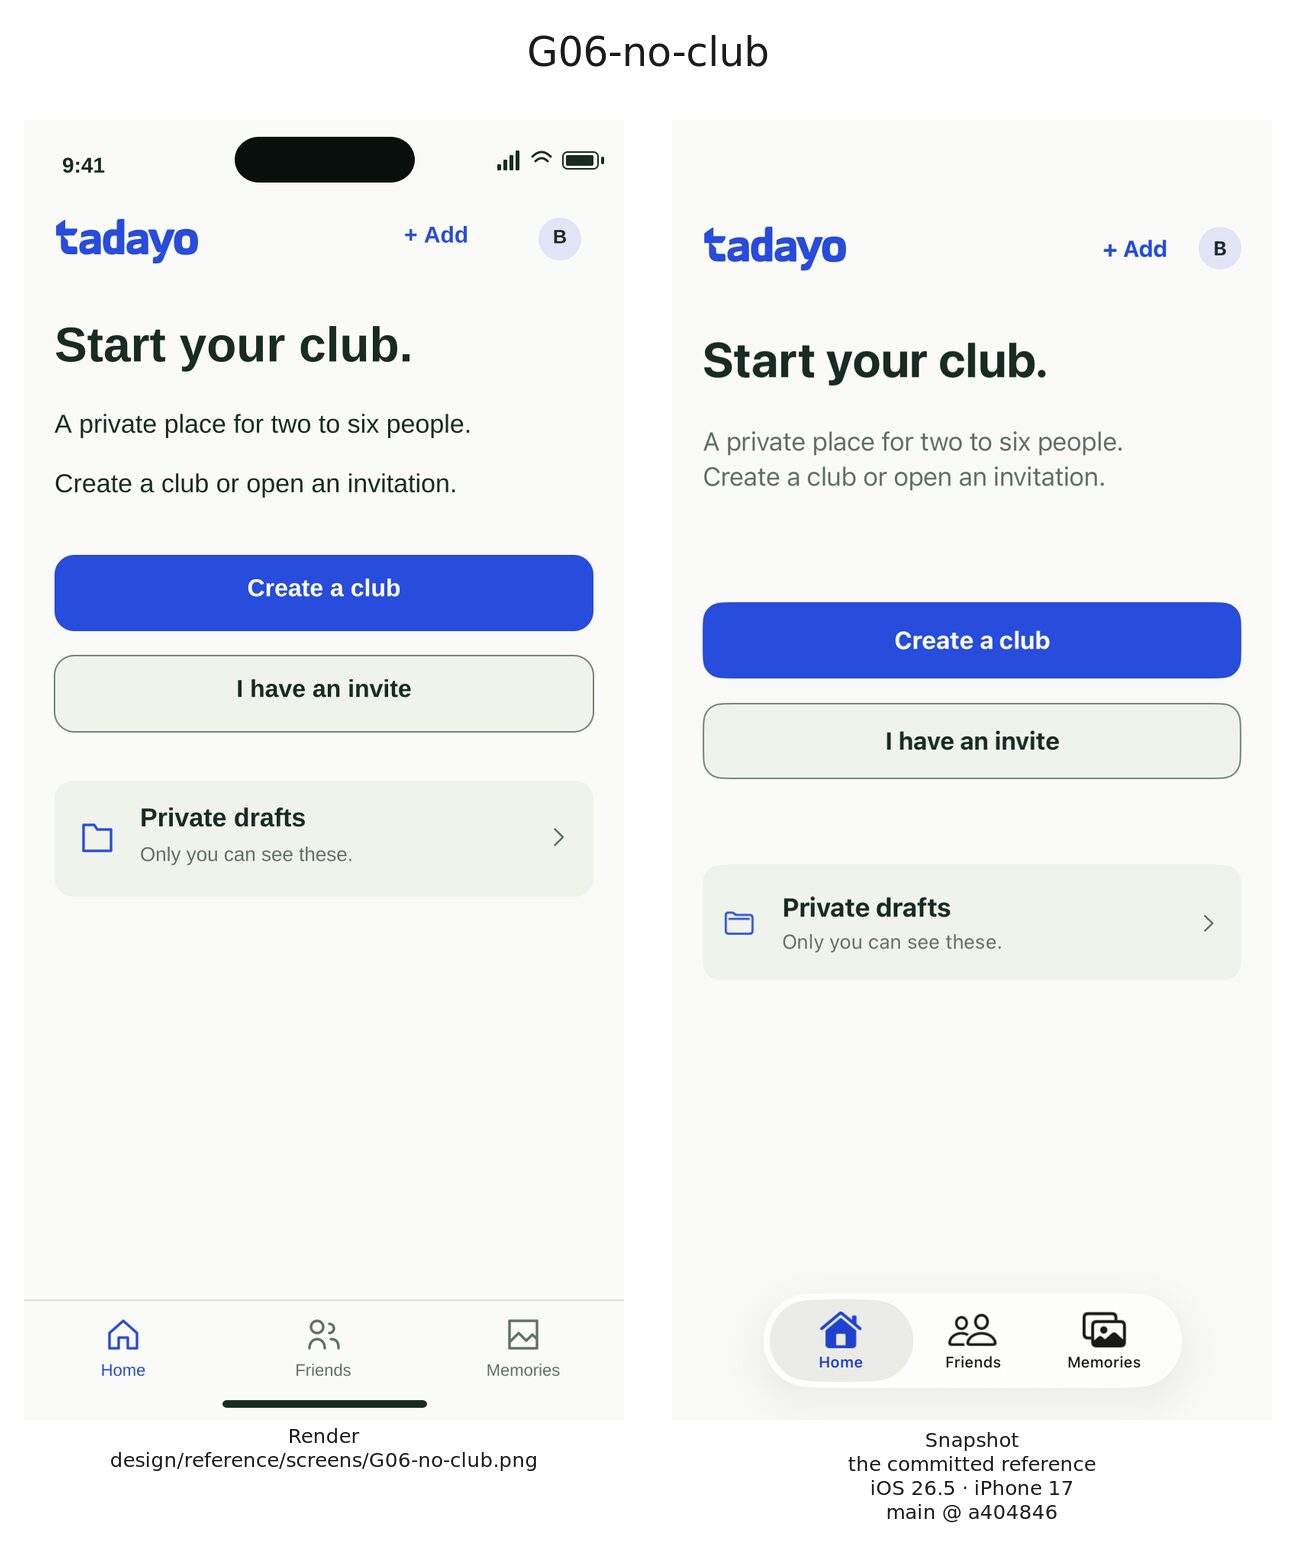 G06-no-club
9:41
tadayo
+ Add
B
Start your club.
A private place for two to six people.
Create a club or open an invitation.
Create a club
I have an invite
Private drafts
Only you can see these.
Home
Friends
Memories
Render
design/reference/screens/G06-no-club.png
tadayo
+ Add
B
Start your club.
A private place for two to six people.
Create a club or open an invitation.
Create a club
I have an invite
Private drafts
Only you can see these.
Home
Friends
Memories
Snapshot
the committed reference
iOS 26.5 · iPhone 17
main @ a404846